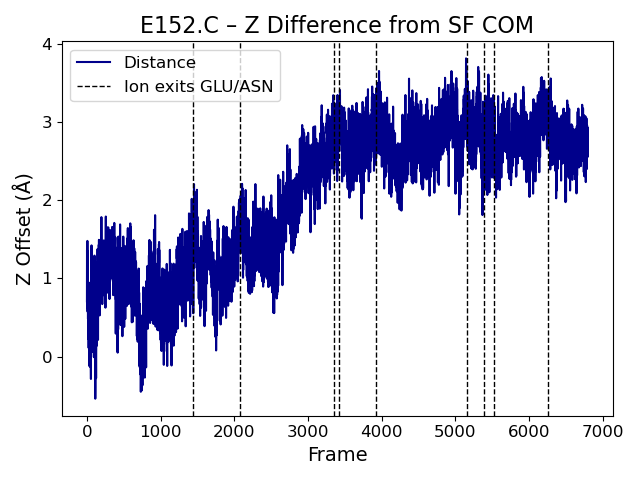 E152.C – Z Difference from SF COM
Distance
Ion exits GLU/ASN
Z Offset (Å)
4
3
2
1
0
0 1000 2000 3000 4000 5000 6000 7000
Frame